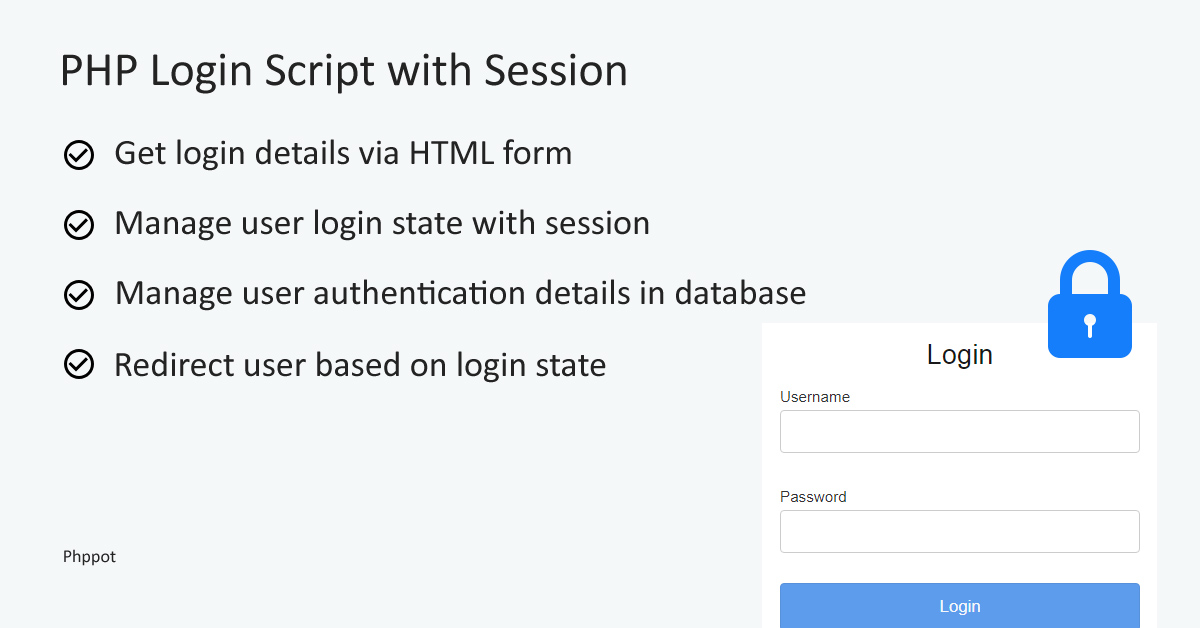 PHP Login Script with Session
Get login details via HTML form
Manage user login state with session
Manage user authentication details in database
Redirect user based on login state
Login
Username
Password
Login
Phppot